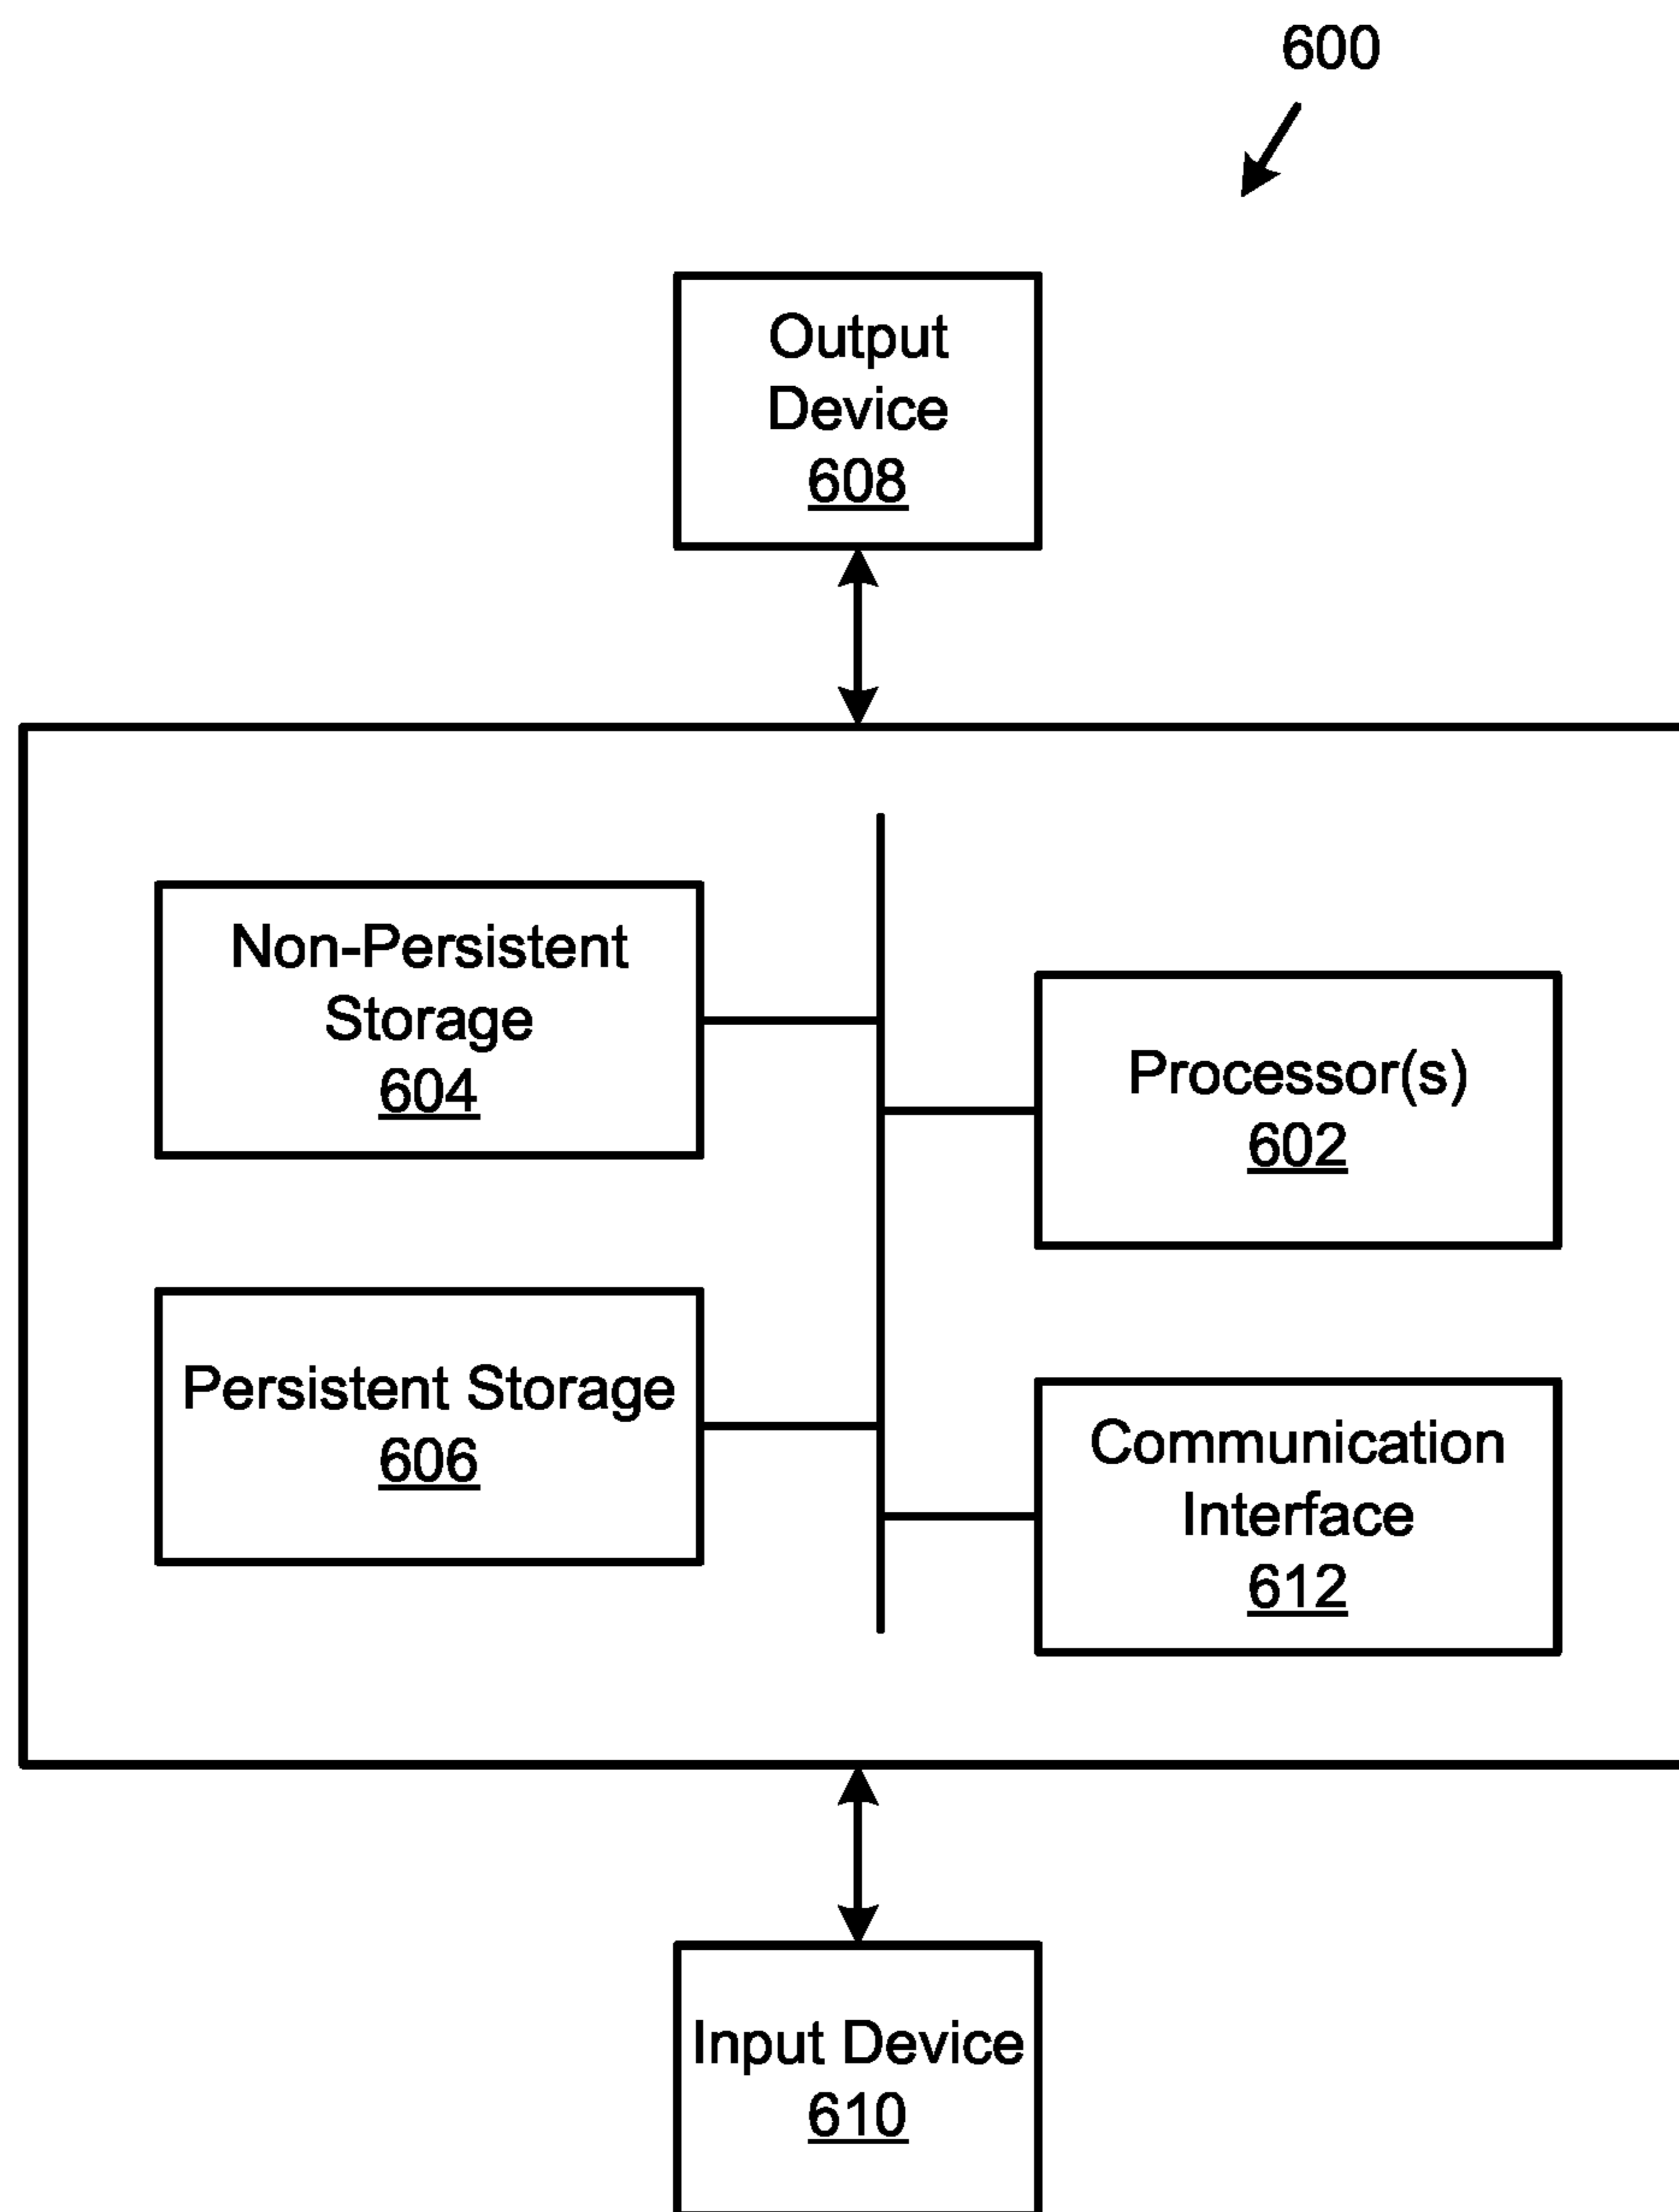 600
Output
Device
608
Non-Persistent
Storage
604
Processor(s)
602
Persistent Storage
606
Communication
Interface
612
Input Device
610